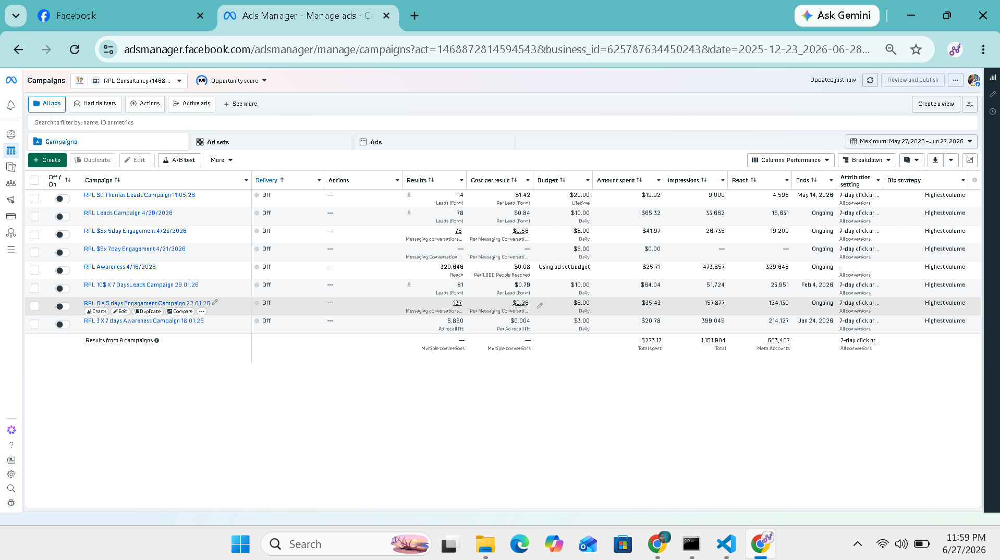 Facebook
Ads Manager - Manage ads - C
Ask Gemini
adsmanager.facebook.com/adsmanager/manage/campaigns?act=1468872814594543&business_id=625787634450243&date=2025-12-23_2026-06-28...
Campaigns RPL Consultancy (1468... 100 Opportunity score Updated just now Review and publish
All ads Had delivery Actions Active ads + See more Create a view
Search to filter by: name, ID or metrics
Campaigns Ad sets Ads Maximum: May 27, 2023 – Jun 27, 2026
+ Create Duplicate Edit A/B test More Columns: Performance Breakdown
Off / On Campaign Delivery ↑ Actions Results Cost per result Budget Amount spent Impressions Reach Ends Attribution setting Bid strategy
RPL St. Thomas Leads Campaign 11.05.26 Off — 14 $1.42 $20.00 $19.92 9,000 4,596 May 14, 2026 7-day click or... Highest volume
Leads (Form) Per Lead (Form) Lifetime All conversions
RPL Leads Campaign 4/29/2026 Off — 78 $0.84 $10.00 $65.32 33,662 15,631 Ongoing 7-day click or... Highest volume
Leads (Form) Per Lead (Form) Daily All conversions
RPL $8x 5day Engagement 4/23/2026 Off — 75 $0.56 $8.00 $41.97 26,735 19,200 Ongoing 7-day click or... Highest volume
Messaging conversations... Per Messaging Conversati... Daily All conversions
RPL $5x 7day Engagement 4/21/2026 Off — — — $5.00 $0.00 — — Ongoing 7-day click or... Highest volume
Messaging Conversation ... Per Messaging Conversati... Daily All conversions
RPL Awareness 4/16/2026 Off — 329,646 $0.08 Using ad set budget $25.71 473,857 329,646 Ongoing - Highest volume
Reach Per 1,000 People Reached All conversions
RPL 10$ X 7 DaysLeads Campaign 29.01.26 Off — 81 $0.79 $10.00 $64.04 51,724 23,951 Feb 4, 2026 7-day click or... Highest volume
Leads (Form) Per Lead (Form) Daily All conversions
RPL 6 X 5 days Engagement Campaign 22.01.26 Off — 137 $0.26 $6.00 $35.43 157,877 124,130 Ongoing 7-day click or... Highest volume
Charts Edit Duplicate Compare ... Messaging conversations... Per Messaging Conversati... Daily All conversions
RPL 3 X 7 days Awareness Campaign 18.01.26 Off — 5,850 $0.004 $3.00 $20.78 399,049 214,127 Jan 24, 2026 7-day click or... Highest volume
Ad recall lift Per Ad recall lift Daily All conversions
Results from 8 campaigns — — $273.17 1,151,904 663,407 7-day click or...
Multiple conversions Multiple conversions Total spent Total Meta Accounts All conversions
Search
11:59 PM
6/27/2026